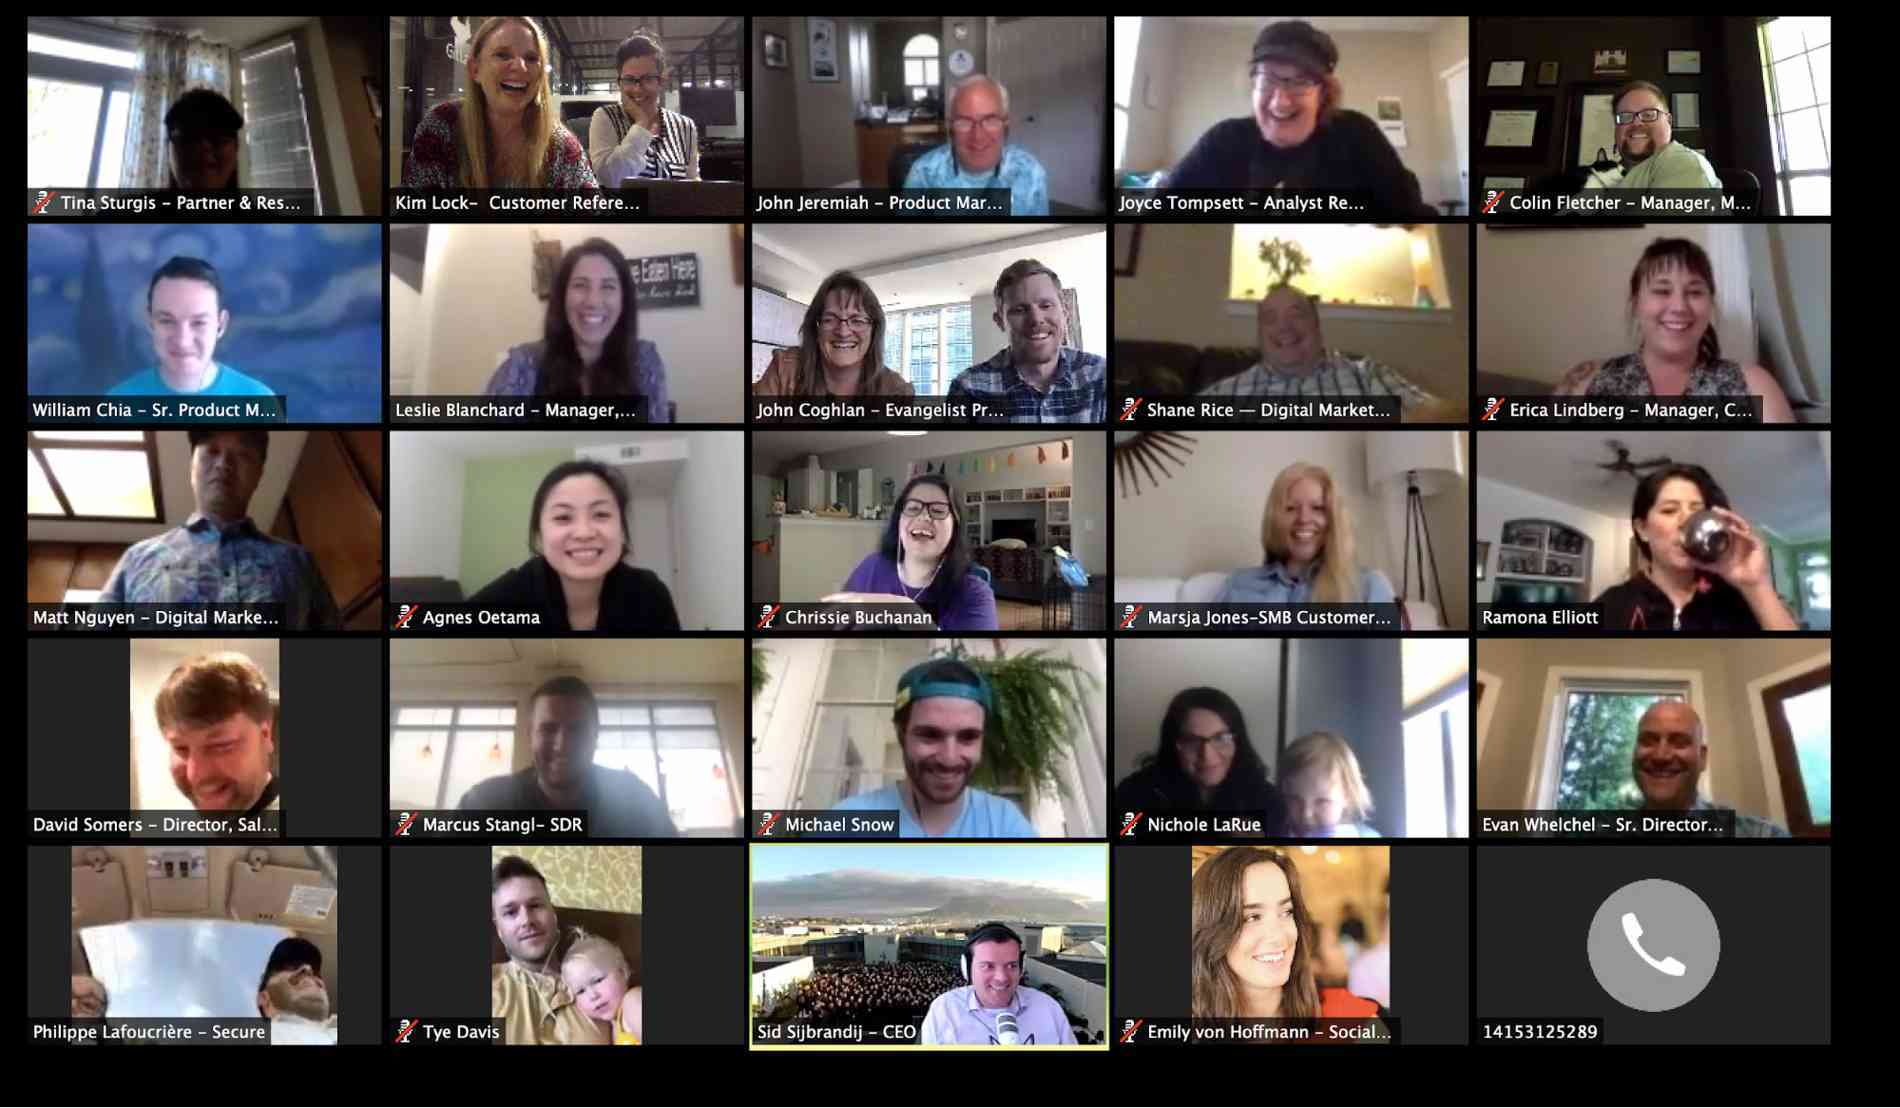 Tina Sturgis – Partner & Res...
Kim Lock- Customer Refere...
John Jeremiah – Product Mar...
Joyce Tompsett – Analyst Re...
Colin Fletcher – Manager, M...
William Chia – Sr. Product M...
Leslie Blanchard – Manager,...
e Eaten Here
John Coghlan – Evangelist Pr...
Shane Rice — Digital Market...
Erica Lindberg – Manager, C...
Matt Nguyen – Digital Marke...
Agnes Oetama
Chrissie Buchanan
Marsja Jones-SMB Customer...
Ramona Elliott
David Somers – Director, Sal...
Marcus Stangl- SDR
Michael Snow
Nichole LaRue
Evan Whelchel – Sr. Director...
Philippe Lafoucrière – Secure
Tye Davis
Sid Sijbrandij – CEO
Emily von Hoffmann – Social...
14153125289